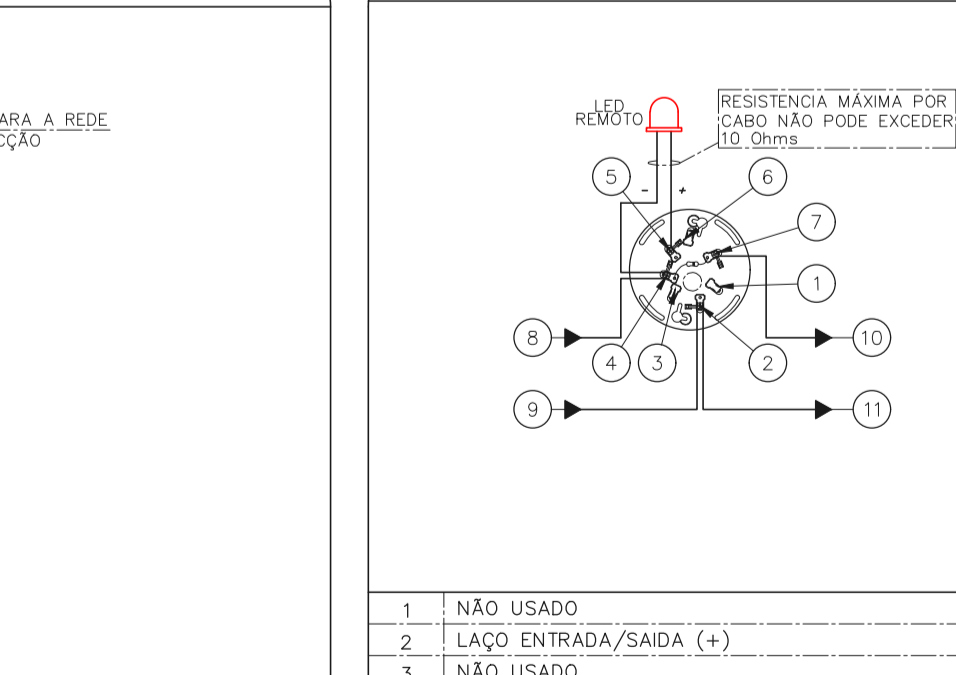 ARA A REDE
CÇÃO
LED
REMOTO
RESISTENCIA MÁXIMA POR
CABO NÃO PODE EXCEDER
10 Ohms
5
6
- +
7
1
8
10
4
3
2
9
11
1 NÃO USADO
2 LAÇO ENTRADA/SAIDA (+)
3 NÃO USADO